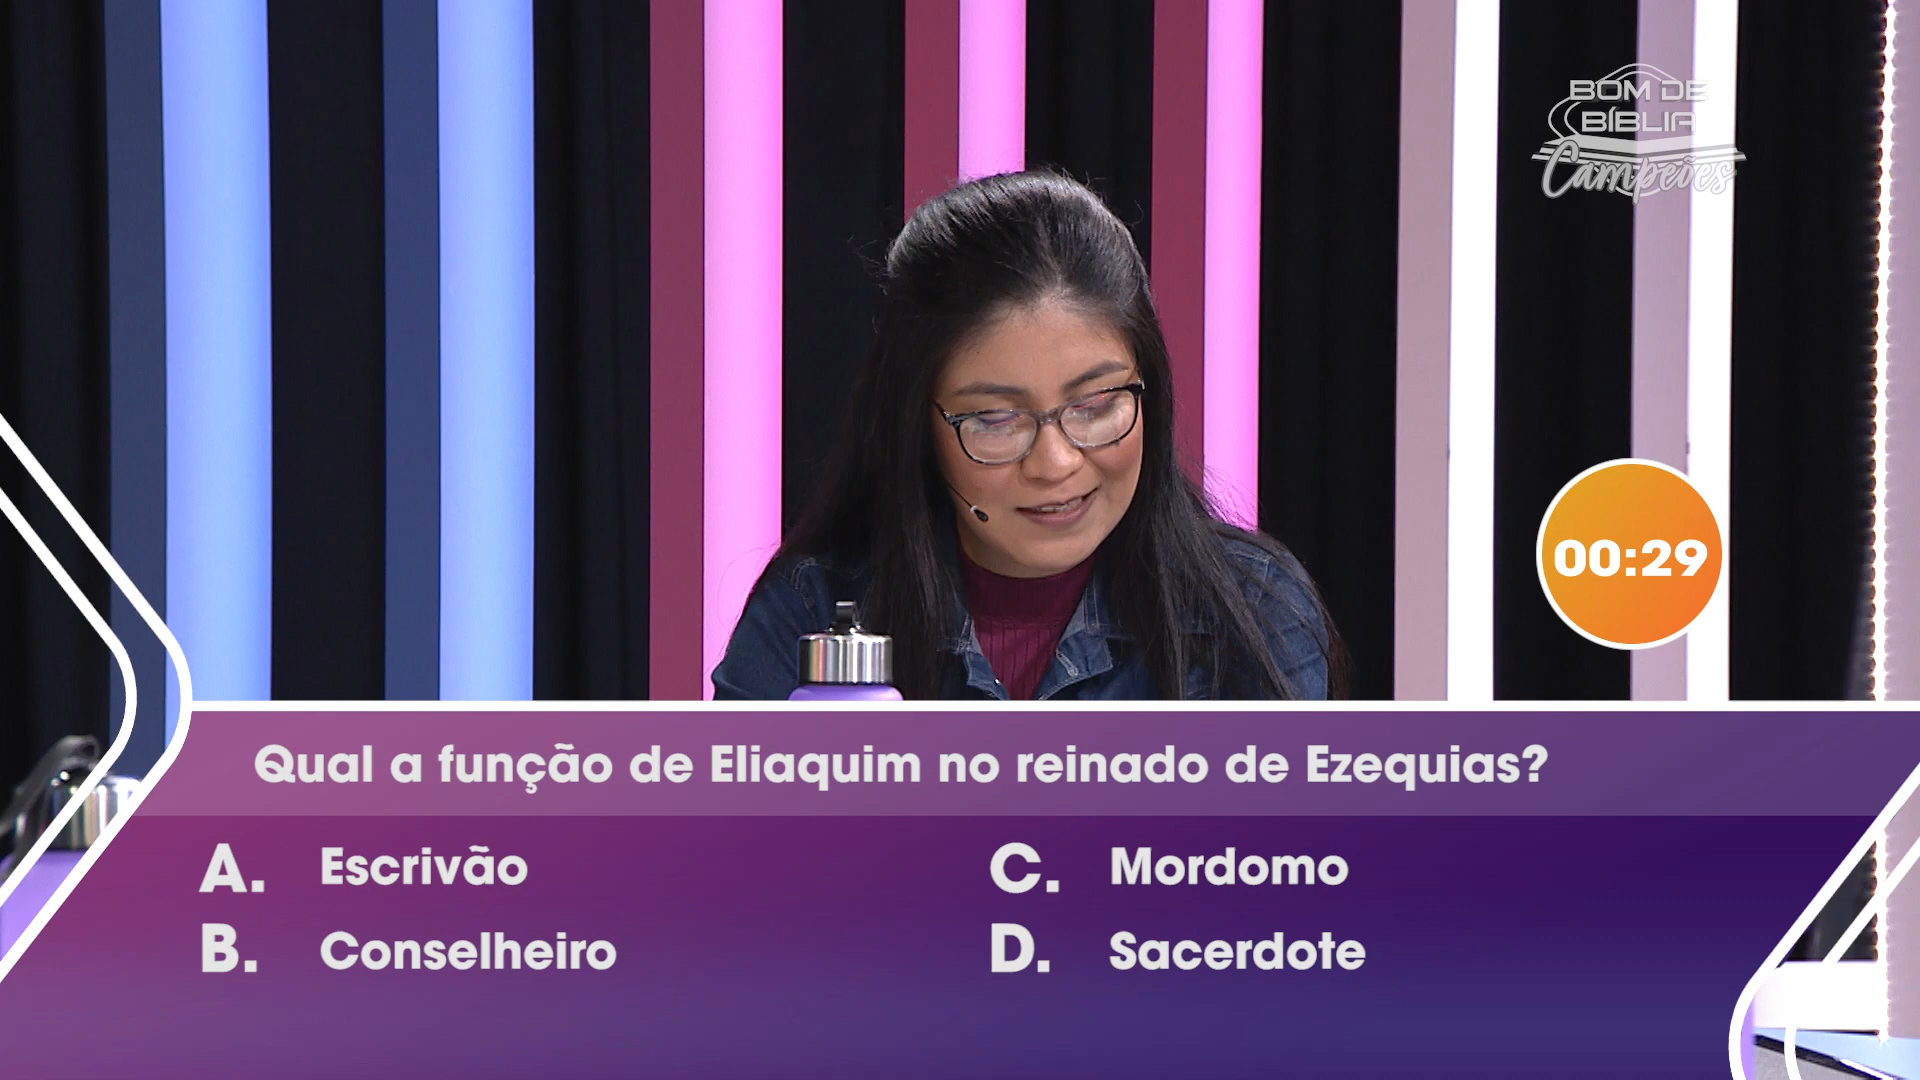 BOM DE
BÍBLIA
Campeões
00:29
Qual a função de Eliaquim no reinado de Ezequias?
A. Escrivão
C. Mordomo
B. Conselheiro
D. Sacerdote